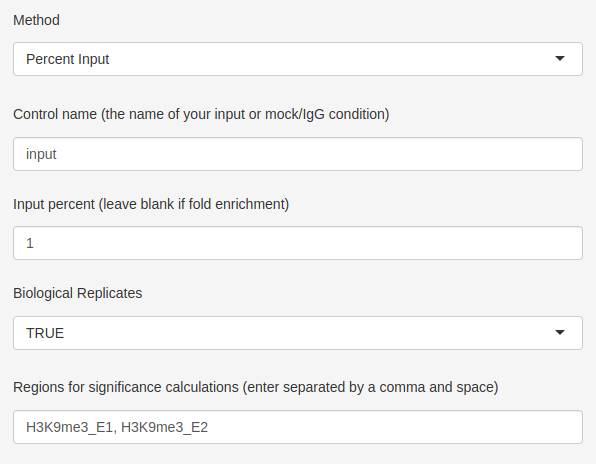 Method
Percent Input
Control name (the name of your input or mock/IgG condition)
input
Input percent (leave blank if fold enrichment)
1
Biological Replicates
TRUE
Regions for significance calculations (enter separated by a comma and space)
H3K9me3_E1, H3K9me3_E2